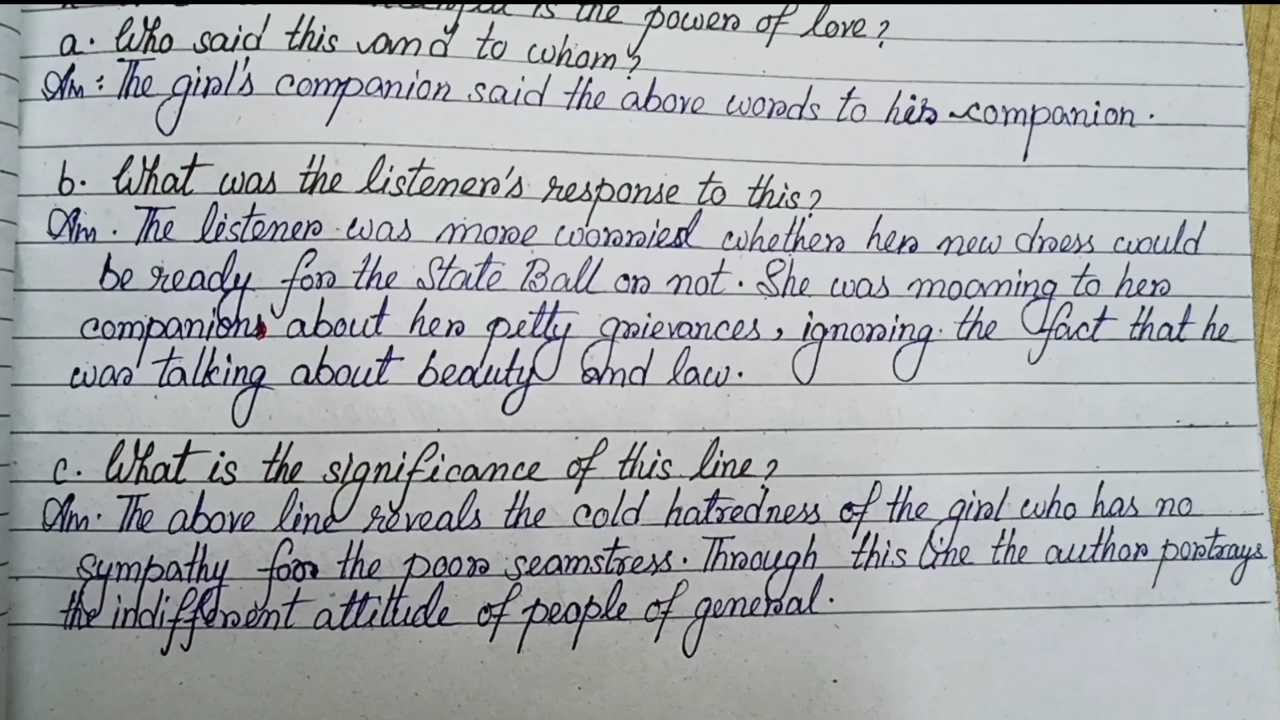 is the power of love?
a. Who said this and to whom?
Ans: The girl's companion said the above words to his companion.
b. What was the listener's response to this?
Ans. The listener was more worried whether her new dress would
be ready for the State Ball or not. She was moaning to her
companions about her petty grievances, ignoring the fact that he
was talking about beauty and law.
c. What is the significance of this line?
Ans. The above line reveals the cold hatredness of the girl who has no
sympathy for the poor seamstress. Through this line the author portrays
the indifferent attitude of people of general.